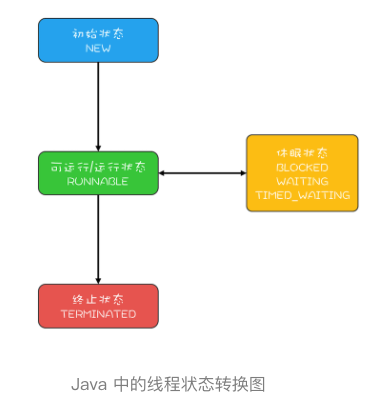 初始状态
NEW
可运行/运行状态
RUNNABLE
休眠状态
BLOCKED
WAITING
TIMED_WAITING
终止状态
TERMINATED
Java 中的线程状态转换图